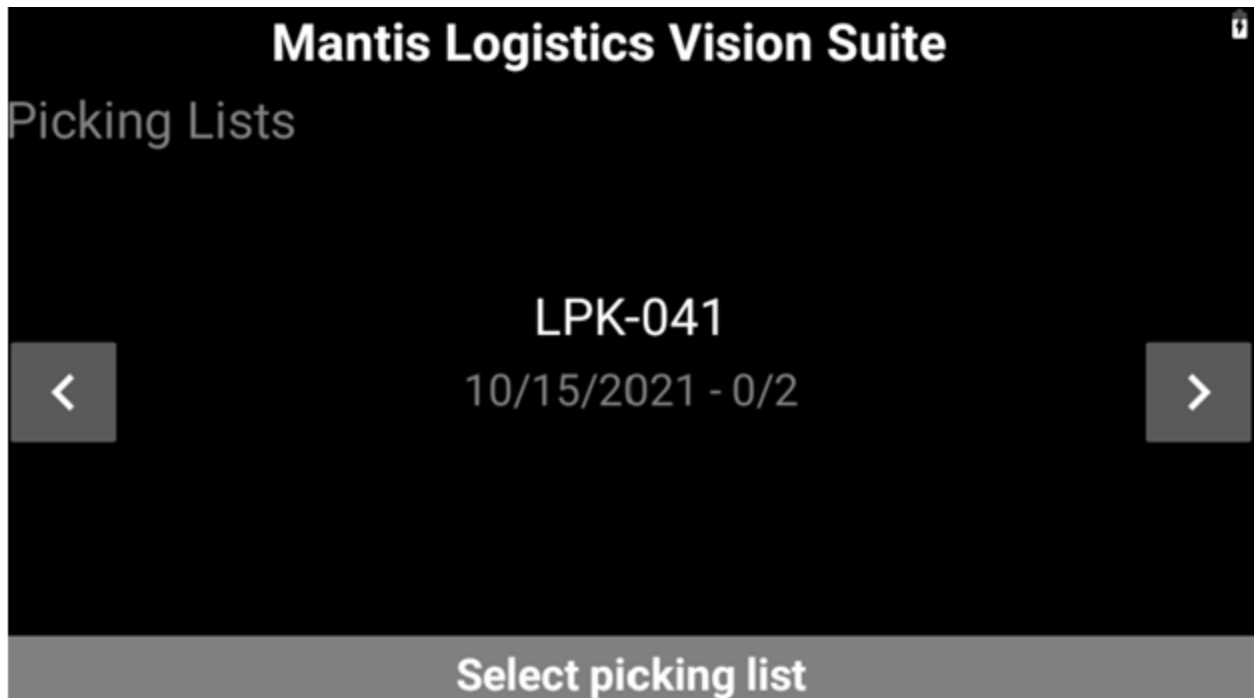 Mantis Logistics Vision Suite
Picking Lists
LPK-041
10/15/2021 - 0/2
Select picking list